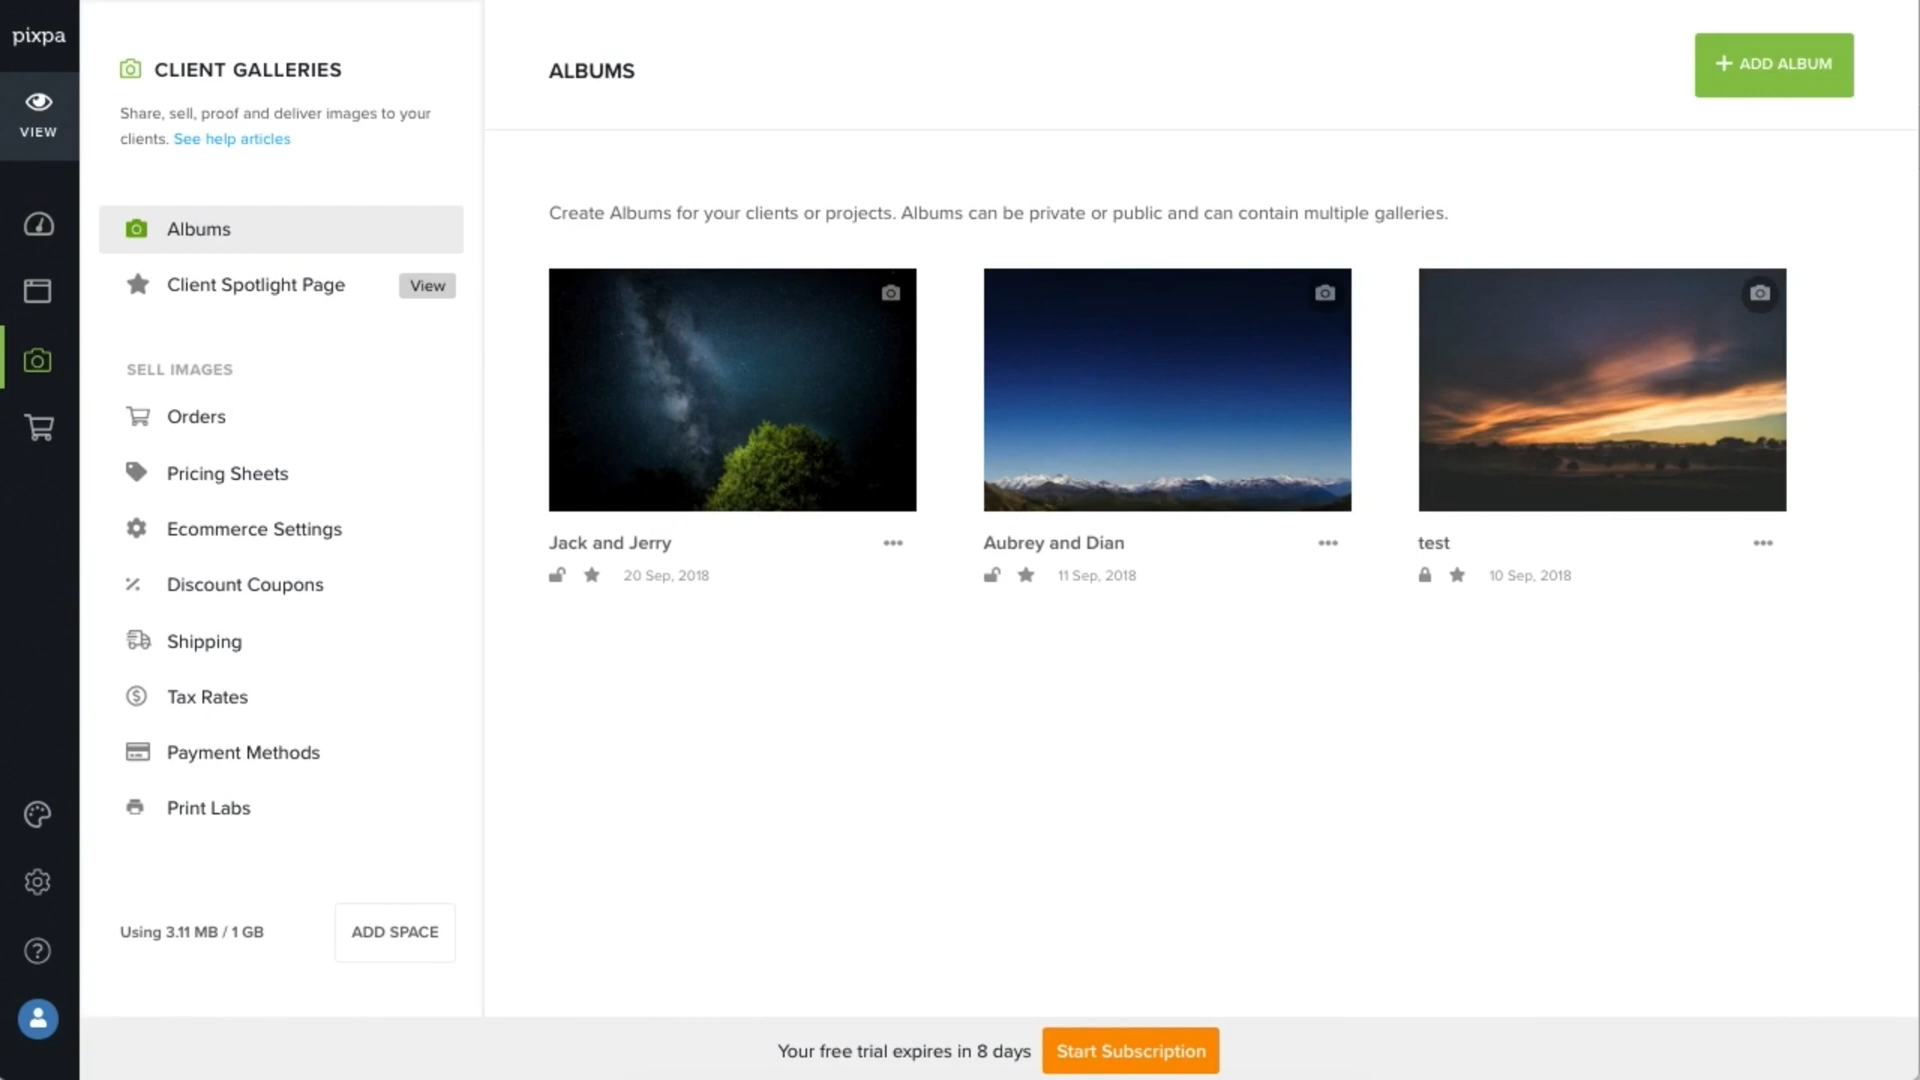 pixpa
VIEW
CLIENT GALLERIES
Share, sell, proof and deliver images to your
clients. See help articles
Albums
Client Spotlight Page
View
SELL IMAGES
Orders
Pricing Sheets
Ecommerce Settings
Discount Coupons
Shipping
Tax Rates
Payment Methods
Print Labs
Using 3.11 MB / 1 GB
ADD SPACE
ALBUMS
+ ADD ALBUM
Create Albums for your clients or projects. Albums can be private or public and can contain multiple galleries.
Jack and Jerry
20 Sep, 2018
Aubrey and Dian
11 Sep, 2018
test
10 Sep, 2018
Your free trial expires in 8 days
Start Subscription